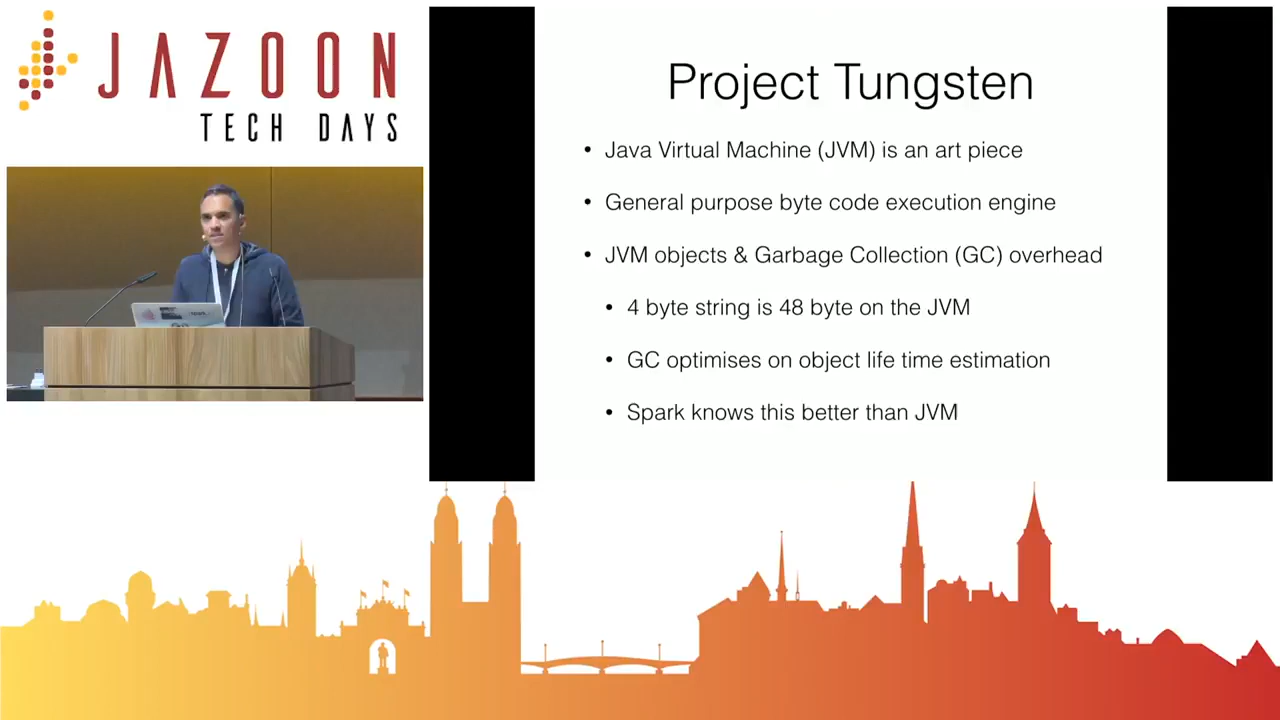 JAZOON
TECH DAYS
Project Tungsten
• Java Virtual Machine (JVM) is an art piece
• General purpose byte code execution engine
• JVM objects & Garbage Collection (GC) overhead
• 4 byte string is 48 byte on the JVM
• GC optimises on object life time estimation
• Spark knows this better than JVM